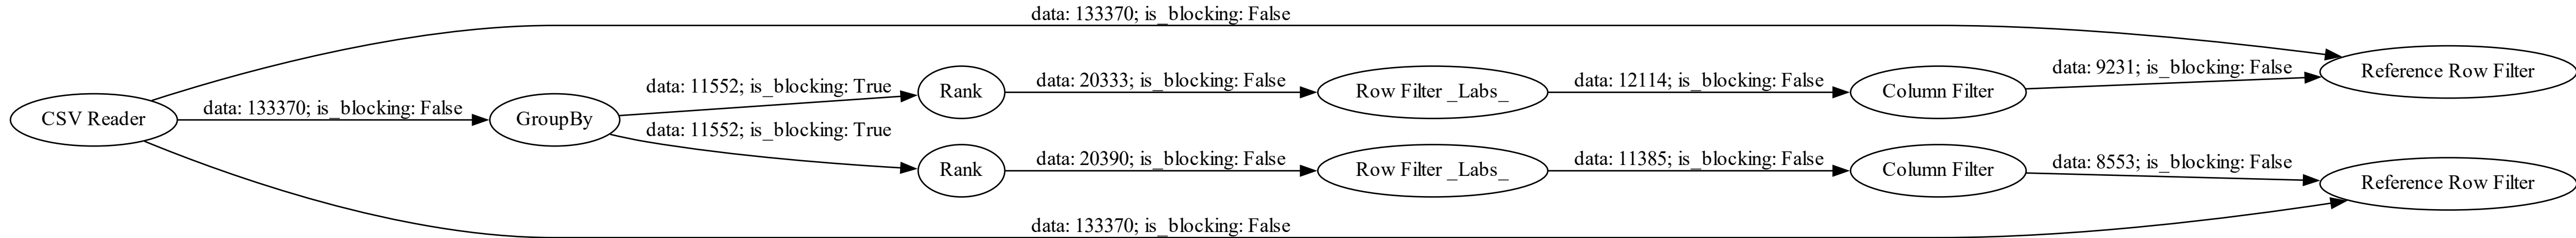 data: 133370; is_blocking: False
CSV Reader
data: 133370; is_blocking: False
GroupBy
data: 11552; is_blocking: True
Rank
data: 20333; is_blocking: False
Row Filter _Labs_
data: 12114; is_blocking: False
Column Filter
data: 9231; is_blocking: False
Reference Row Filter
data: 11552; is_blocking: True
Rank
data: 20390; is_blocking: False
Row Filter _Labs_
data: 11385; is_blocking: False
Column Filter
data: 8553; is_blocking: False
Reference Row Filter
data: 133370; is_blocking: False